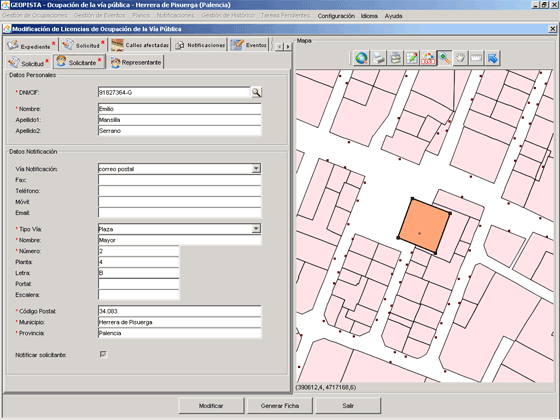 GEOPISTA - Ocupación de la vía pública - Herrera de Pisuerga (Palencia)
Gestión de Ocupaciones Gestión de Eventos Planos Notificaciones Gestión de Histórico Tareas Periódicas Configuración Idioma Ayuda
Modificación de Licencias de Ocupación de la Vía Pública
Expediente * Solicitud * Calles afectadas Notificaciones Eventos
Mapa
Solicitud * Solicitante * Representante
Datos Personales
* DNI/CIF: 91827364-G
* Nombre: Emilio
Apellido1: Mansilla
Apellido2: Serrano
Datos Notificación
Vía Notificación: correo postal
Fax:
Teléfono:
Móvil:
Email:
* Tipo Vía: Plaza
* Nombre: Mayor
* Número: 2
Planta: 4
Letra: B
Portal:
Escalera:
* Código Postal: 34.083
* Municipio: Herrera de Pisuerga
* Provincia: Palencia
Notificar solicitante:
(390612,4, 4717168,6)
Modificar Generar Ficha Salir